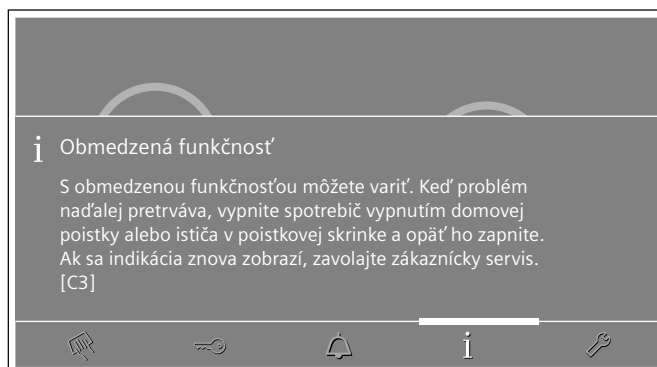 i Obmedzená funkčnosť
S obmedzenou funkčnosťou môžete variť. Keď problém
naďalej pretrváva, vypnite spotrebič vypnutím domovej
poistky alebo ističa v poistkovej skrinke a opäť ho zapnite.
Ak sa indikácia znova zobrazí, zavolajte zákaznícky servis.
[C3]
i